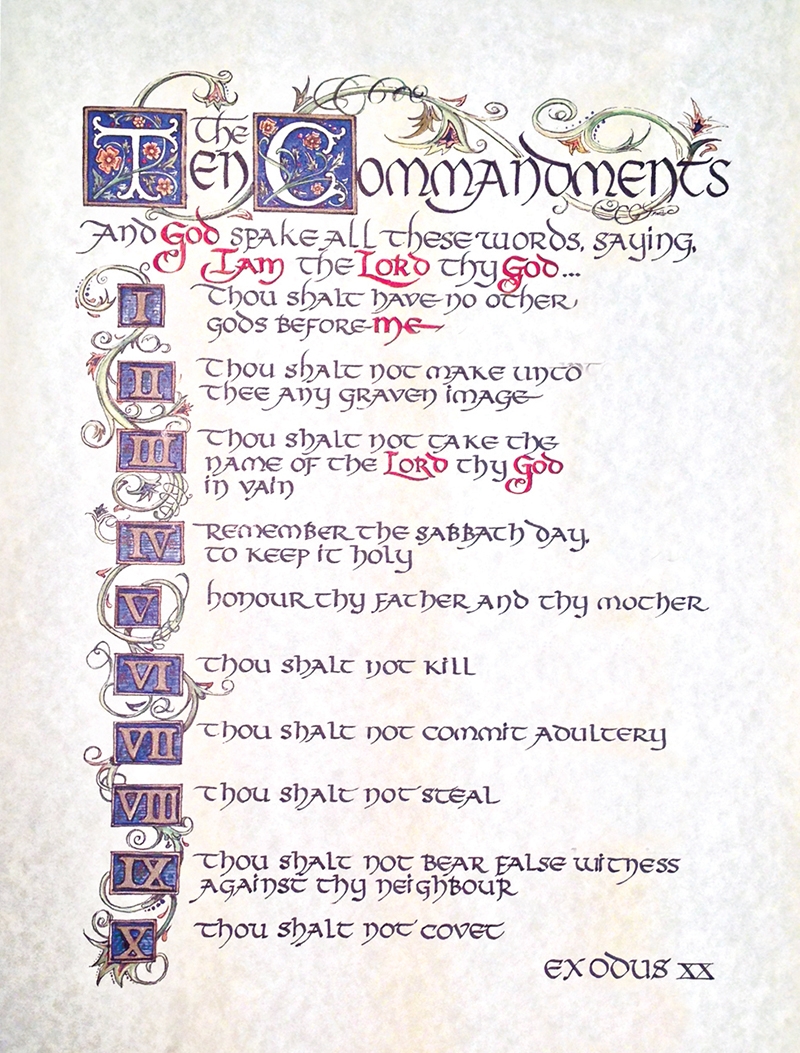 The Ten Commandments
And God spake all these words, saying,
I am the Lord thy God...
I Thou shalt have no other
gods before me
II Thou shalt not make unto
thee any graven image
III Thou shalt not take the
name of the Lord thy God
in vain
IV Remember the Sabbath day,
to keep it holy
V honour thy father and thy mother
VI Thou shalt not kill
VII Thou shalt not commit adultery
VIII Thou shalt not steal
IX Thou shalt not bear false witness
against thy neighbour
X Thou shalt not covet
Exodus XX